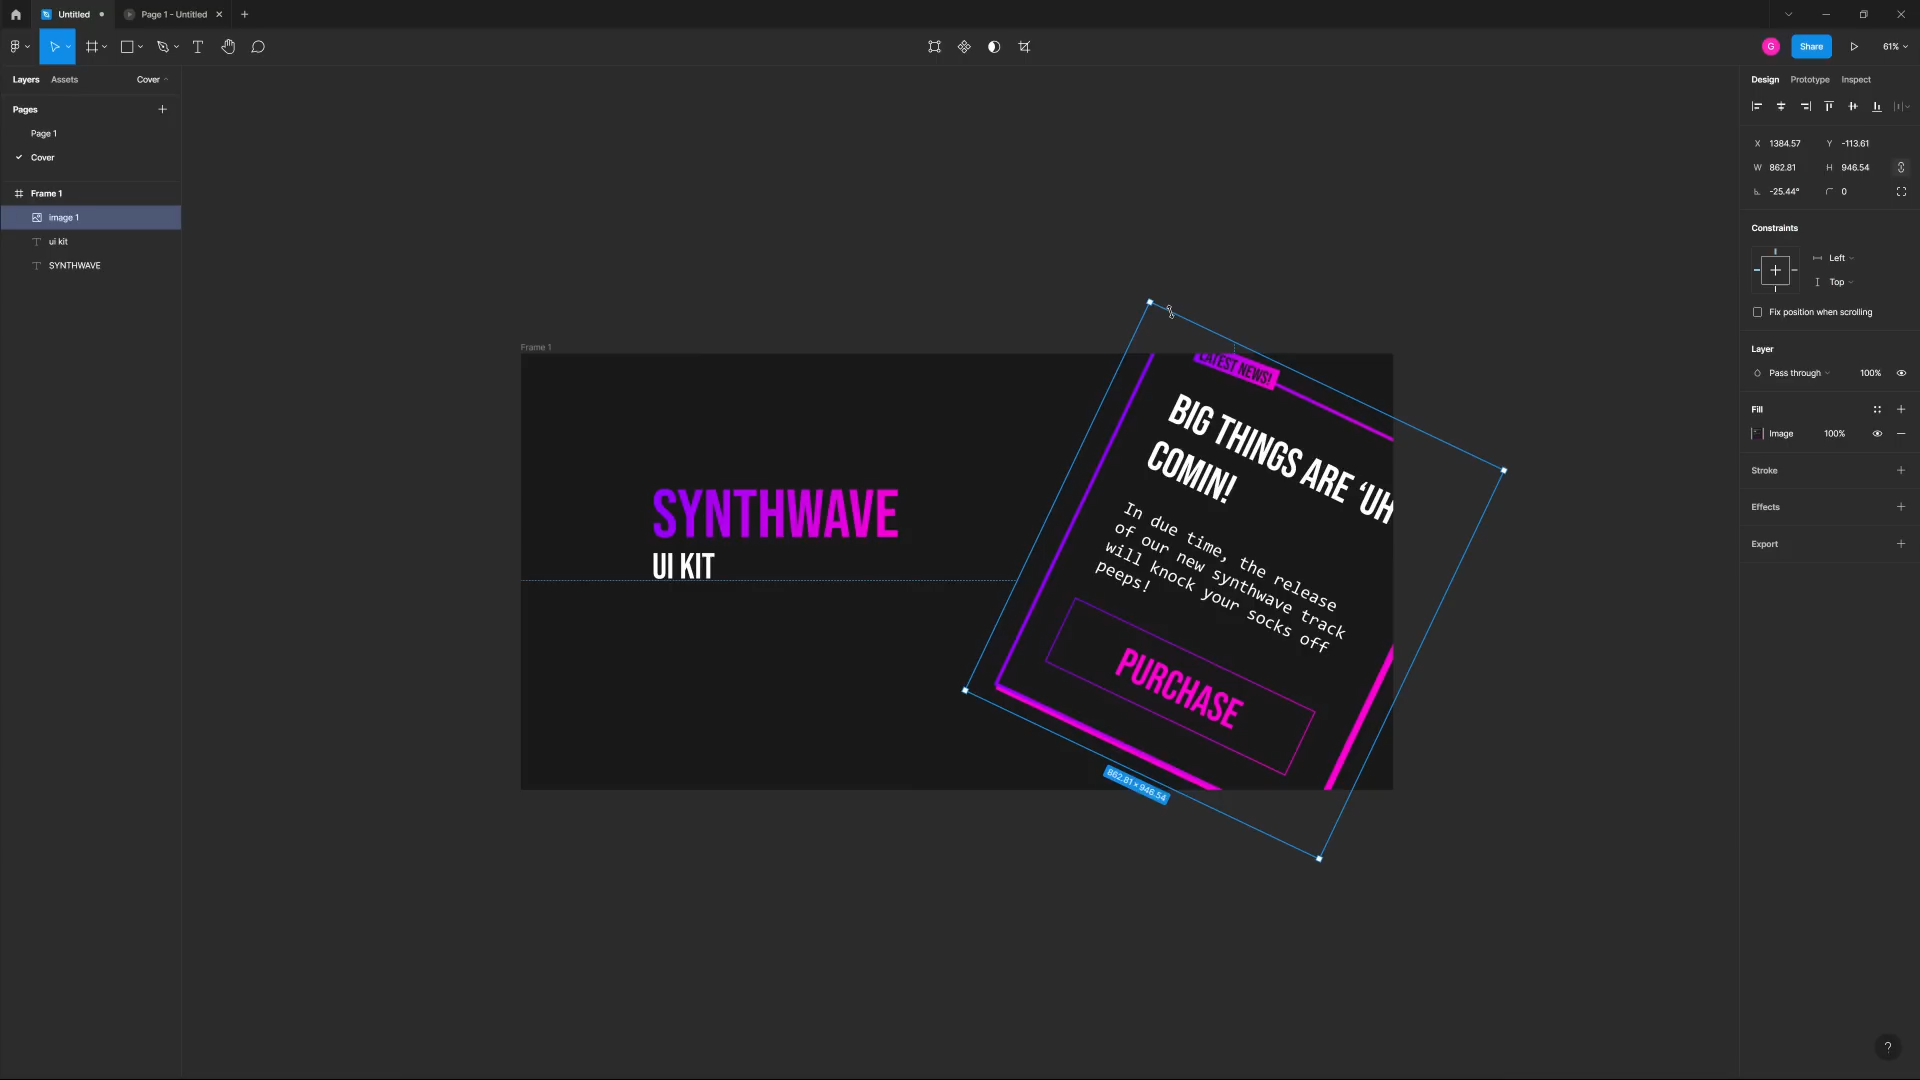 Untitled
Page 1 - Untitled
G
Share
61%
Layers
Assets
Cover
Pages
Page 1
Cover
Frame 1
image 1
ui kit
SYNTHWAVE
Frame 1
SYNTHWAVE
UI KIT
LATEST NEWS!
BIG THINGS ARE ‘UH
COMIN!
In due time, the release
of our new synthwave track
will knock your socks off
peeps!
PURCHASE
862.81 × 946.54
Design
Prototype
Inspect
X 1384.57 Y -113.61
W 862.81 H 946.54
-25.44° 0
Constraints
Left
Top
Fix position when scrolling
Layer
Pass through 100%
Fill
Image 100%
Stroke
Effects
Export
?